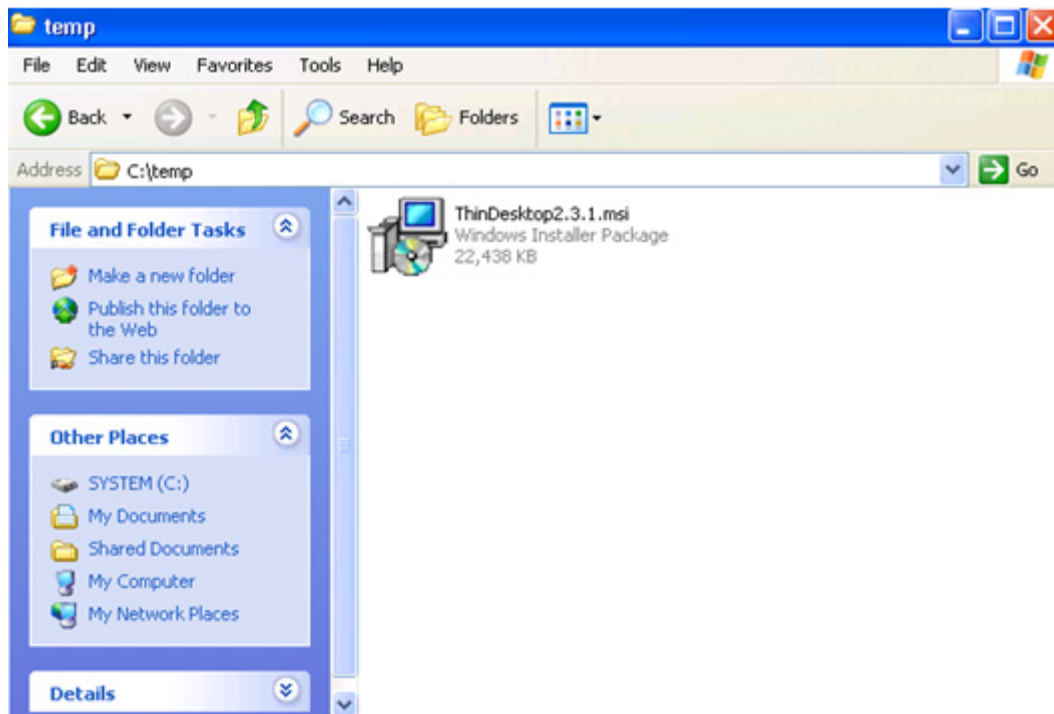 temp
File Edit View Favorites Tools Help
Back Search Folders
Address C:\temp Go
File and Folder Tasks
Make a new folder
Publish this folder to
the Web
Share this folder
Other Places
SYSTEM (C:)
My Documents
Shared Documents
My Computer
My Network Places
Details
ThinDesktop2.3.1.msi
Windows Installer Package
22,438 KB